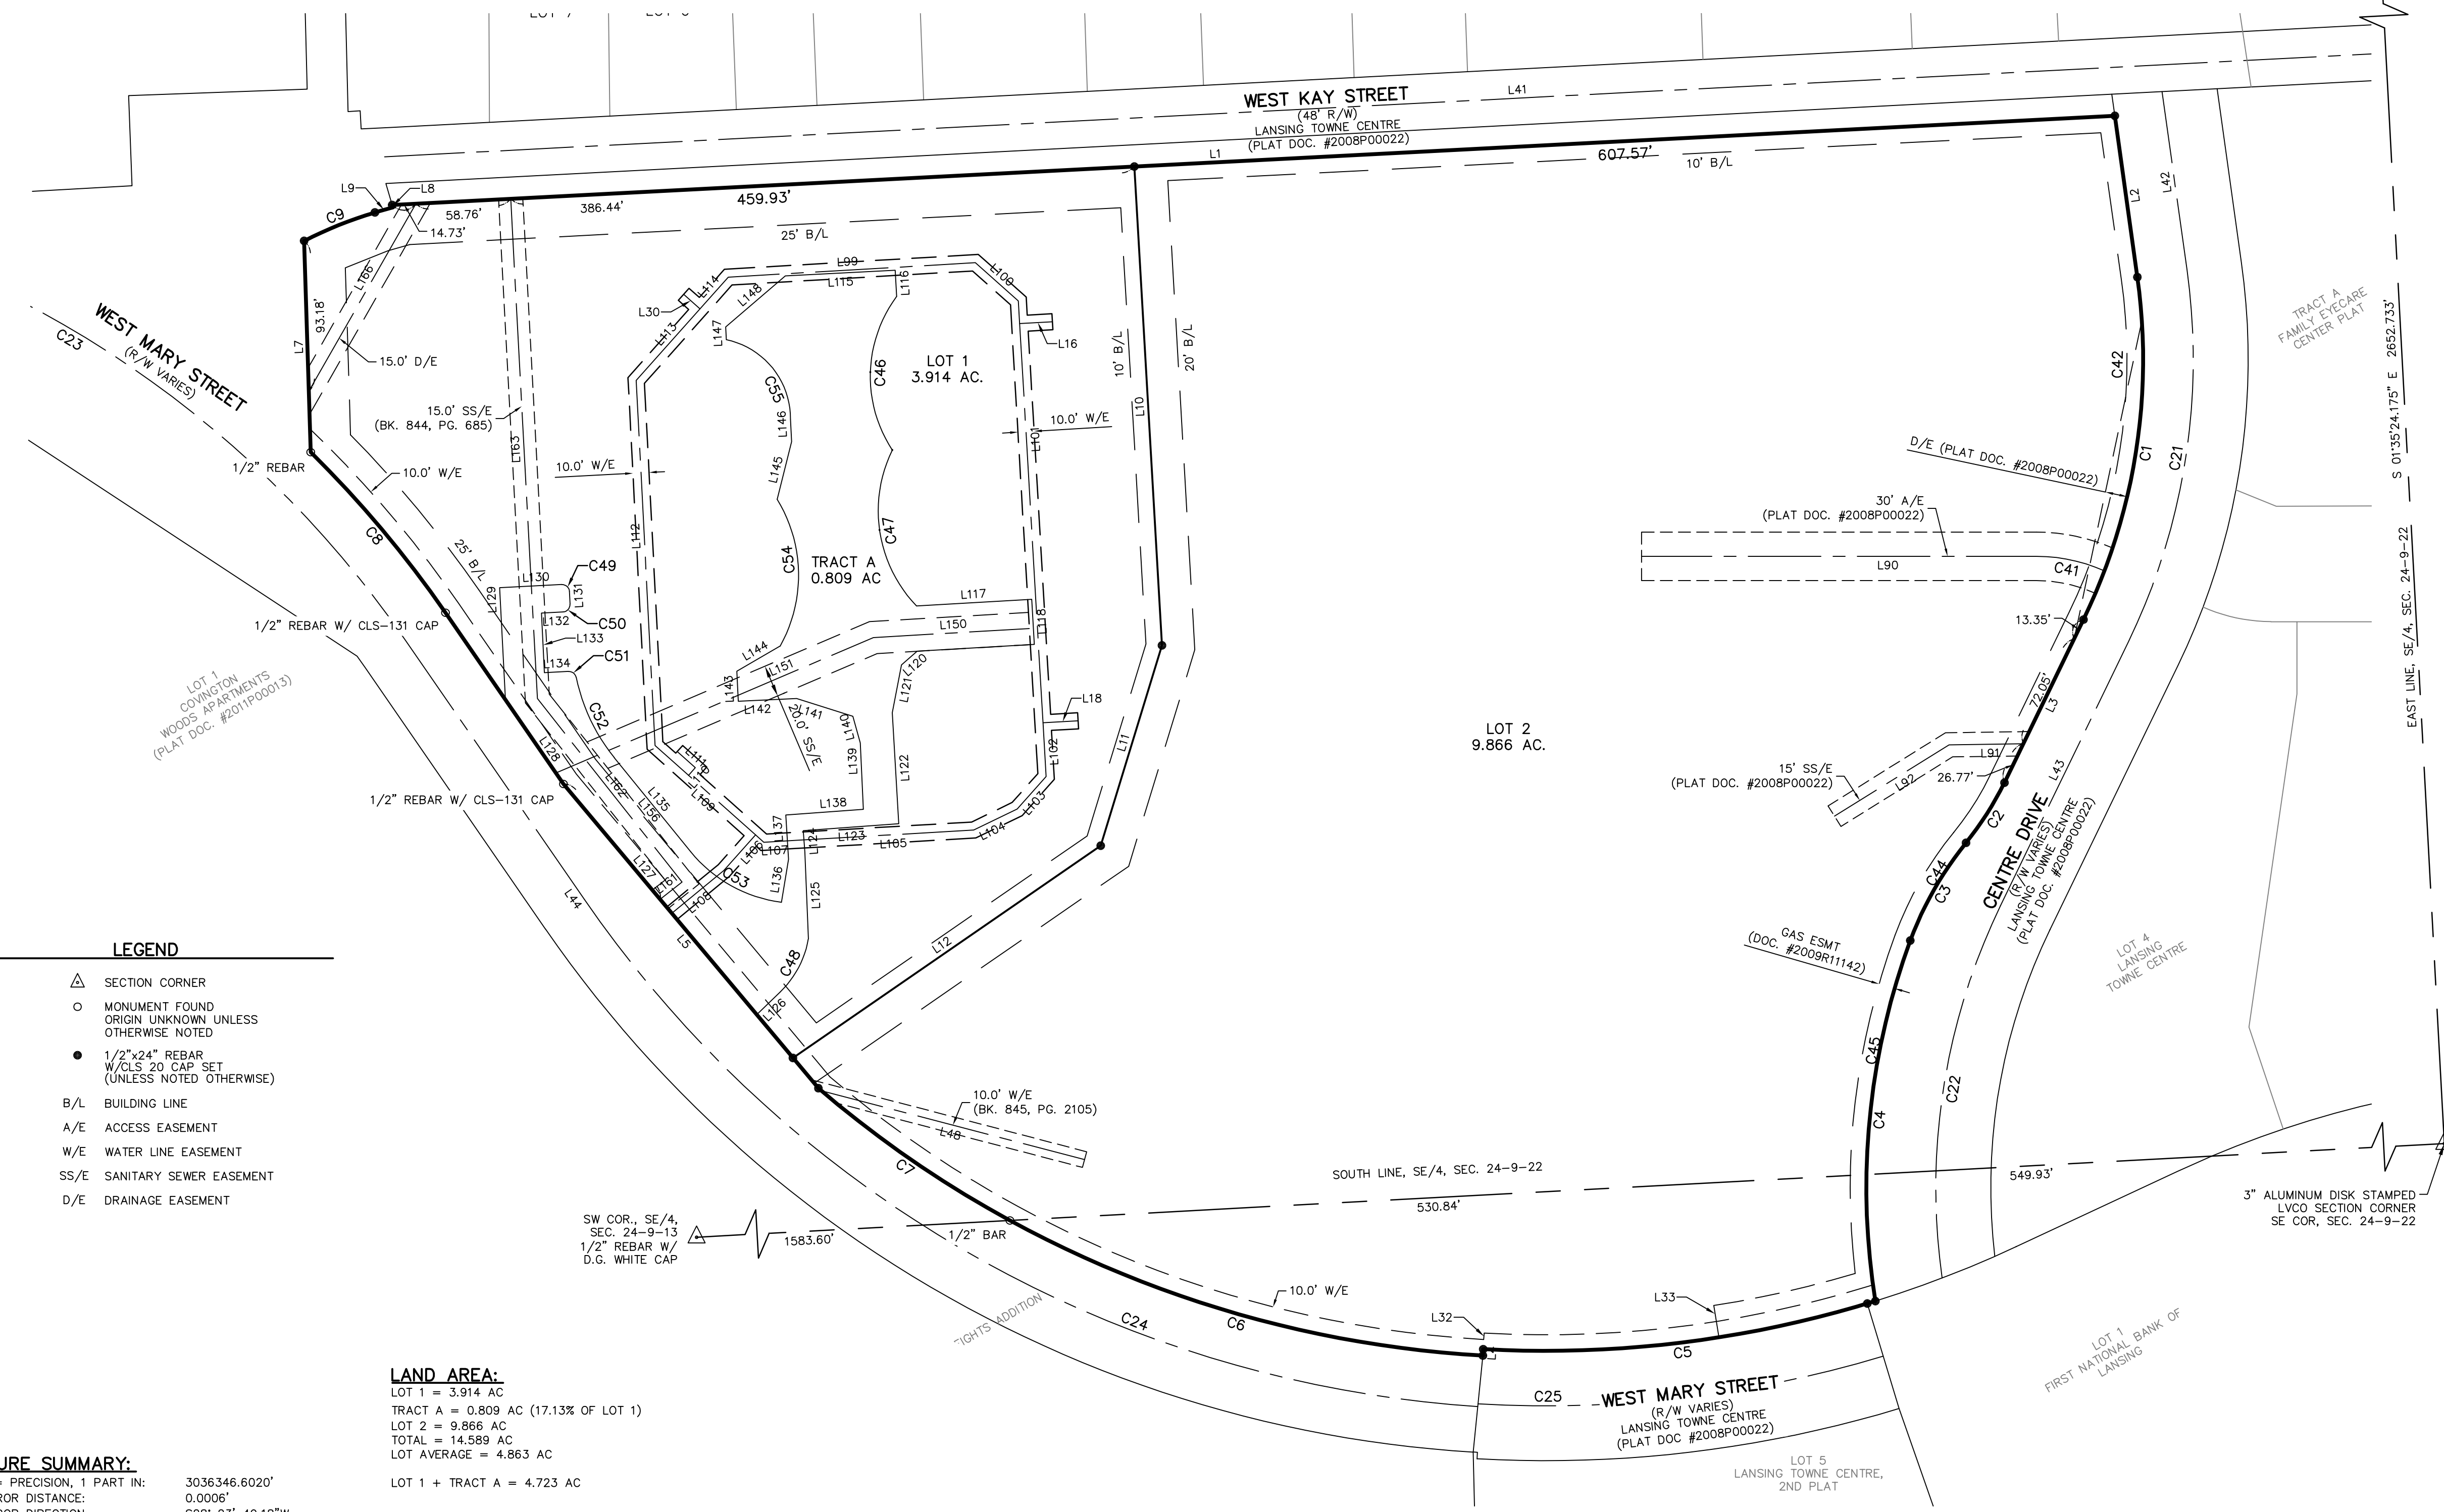 WEST KAY STREET
(48' R/W)
LANSING TOWNE CENTRE
(PLAT DOC. #2008P00022)
L41
L1
607.57'
10' B/L
L9
L8
C9
58.76'
14.73'
386.44'
459.93'
25' B/L
L2
L42
L166
93.18'
L7
15.0' D/E
WEST MARY STREET
(R/W VARIES)
C23
15.0' SS/E
(BK. 844, PG. 685)
L163
1/2" REBAR
10.0' W/E
C8
25' B/L
L99
L100
L114
L115
L116
L148
L30
L147
L113
L16
LOT 1
3.914 AC.
C46
C55
L146
L145
10.0' W/E
L101
10.0' W/E
L112
C47
C54
TRACT A
0.809 AC
10' B/L
20' B/L
L10
C42
C1
C21
D/E (PLAT DOC. #2008P00022)
30' A/E
(PLAT DOC. #2008P00022)
L90
C41
13.35'
TRACT A
FAMILY EYECARE
CENTER PLAT
S 01°35'24.175" E 2652.733'
EAST LINE, SE/4, SEC. 24-9-22
L130
C49
L129
L131
L132
C50
L133
L134
C51
1/2" REBAR W/ CLS-131 CAP
C52
L117
L118
L150
L144
L151
L143
L142
L141
L140
20.0' SS/E
L120
L121
L139
L122
L18
L102
L11
LOT 1
COVINGTON
WOODS APARTMENTS
(PLAT DOC. #2011P00013)
L128
1/2" REBAR W/ CLS-131 CAP
L162
L135
L156
L111
L109
L138
L137
L124
L123
L105
L107
L106
L104
L103
LOT 2
9.866 AC.
72.05'
L3
L91
26.77'
L92
15' SS/E
(PLAT DOC. #2008P00022)
L43
C2
CENTRE DRIVE
(R/W VARIES)
LANSING TOWNE CENTRE
(PLAT DOC. #2008P00022)
C44
C3
L127
L161
L108
C53
L136
L125
L44
L5
C48
L126
L12
GAS ESMT
(DOC. #2009R11142)
LOT 4
LANSING
TOWNE CENTRE
LEGEND
SECTION CORNER
MONUMENT FOUND
ORIGIN UNKNOWN UNLESS
OTHERWISE NOTED
1/2"x24" REBAR
W/CLS 20 CAP SET
(UNLESS NOTED OTHERWISE)
B/L BUILDING LINE
A/E ACCESS EASEMENT
W/E WATER LINE EASEMENT
SS/E SANITARY SEWER EASEMENT
D/E DRAINAGE EASEMENT
C45
C22
C4
10.0' W/E
(BK. 845, PG. 2105)
L48
C7
SOUTH LINE, SE/4, SEC. 24-9-22
530.84'
549.93'
3" ALUMINUM DISK STAMPED
LVCO SECTION CORNER
SE COR, SEC. 24-9-22
SW COR., SE/4,
SEC. 24-9-13
1/2" REBAR W/
D.G. WHITE CAP
1583.60'
1/2" BAR
10.0' W/E
C24
C6
L32
L33
C5
C25
WEST MARY STREET
(R/W VARIES)
LANSING TOWNE CENTRE
(PLAT DOC #2008P00022)
LOT 1
FIRST NATIONAL BANK OF
LANSING
LOT 5
LANSING TOWNE CENTRE,
2ND PLAT
ADDITION
LAND AREA:
LOT 1 = 3.914 AC
TRACT A = 0.809 AC (17.13% OF LOT 1)
LOT 2 = 9.866 AC
TOTAL = 14.589 AC
LOT AVERAGE = 4.863 AC
LOT 1 + TRACT A = 4.723 AC
URE SUMMARY:
PRECISION, 1 PART IN: 3036346.6020'
ROR DISTANCE: 0.0006'